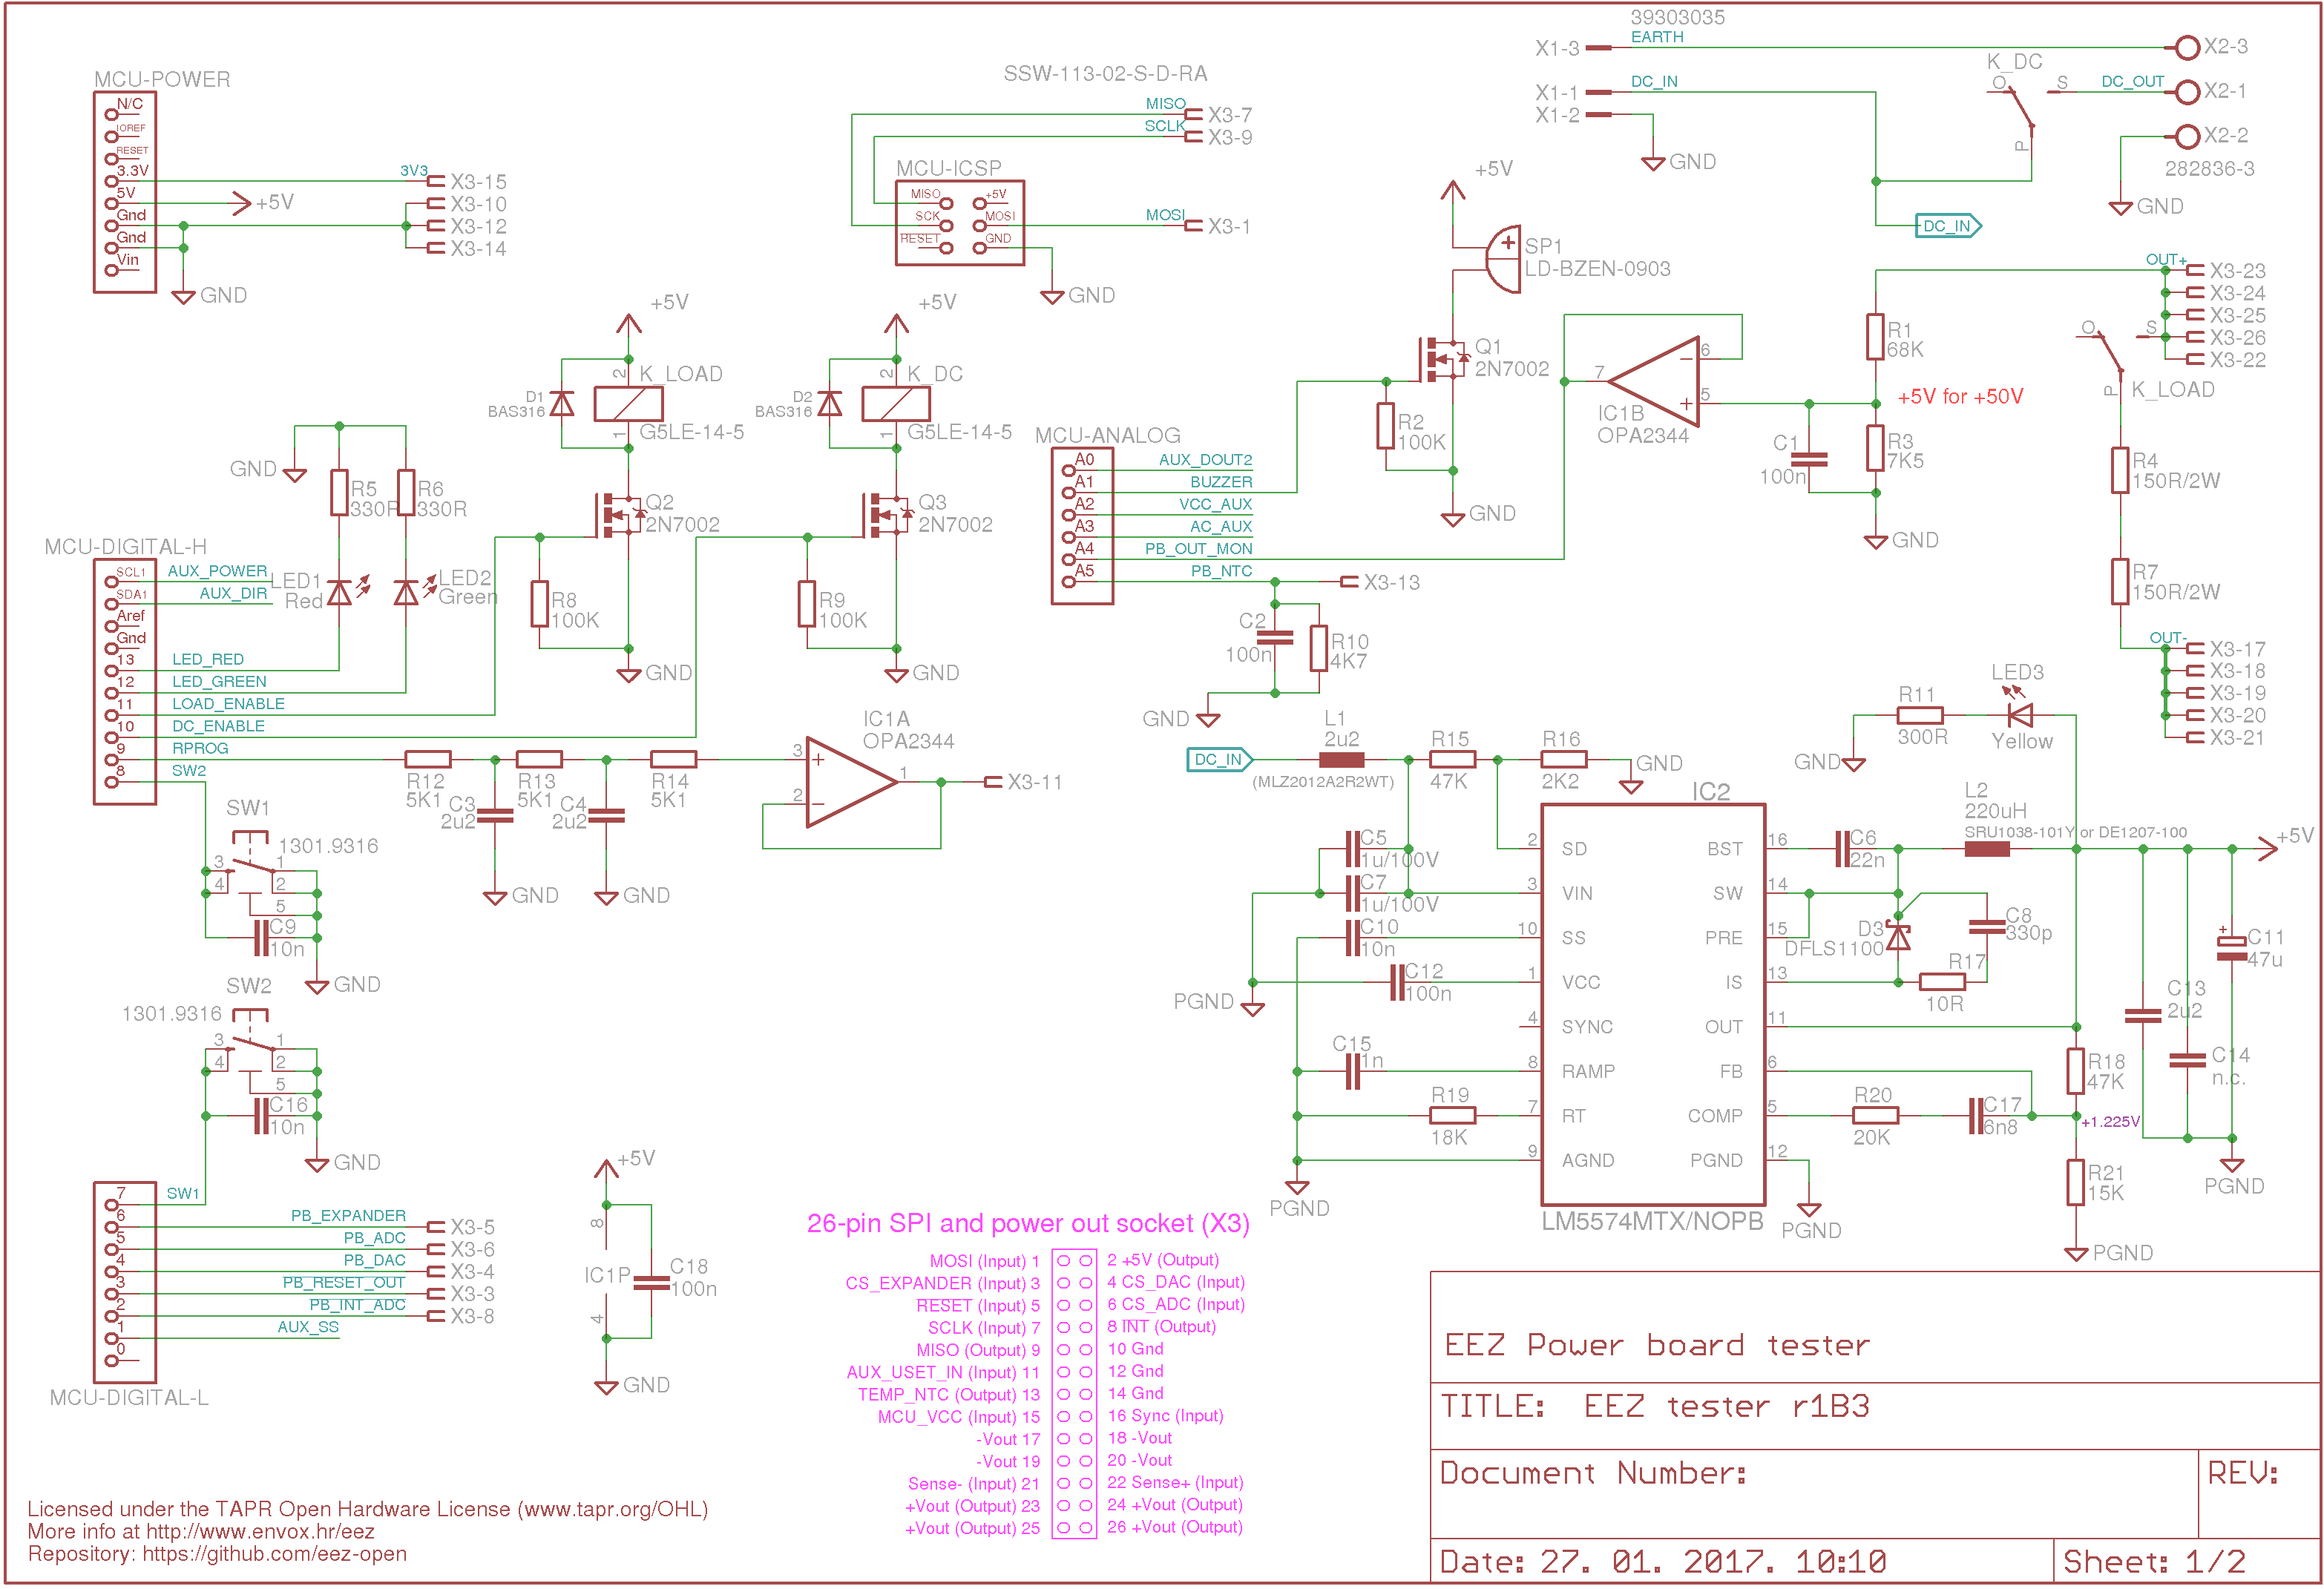 39303035
X1-3
EARTH
X2-3
K_DC
O
S
P
X1-1
DC_IN
DC_OUT
X2-1
X1-2
GND
X2-2
282836-3
GND
DC_IN
MCU-POWER
N/C
IOREF
RESET
3.3V
5V
Gnd
Gnd
Vin
3V3
X3-15
+5V
X3-10
X3-12
X3-14
GND
SSW-113-02-S-D-RA
MISO
X3-7
SCLK
X3-9
MCU-ICSP
MISO
+5V
SCK
MOSI
RESET
GND
MOSI
X3-1
GND
+5V
SP1
LD-BZEN-0903
Q1
2N7002
R2
100K
GND
OUT+
X3-23
X3-24
X3-25
X3-26
X3-22
O
S
P
K_LOAD
R1
68K
+5V for +50V
6
7
5
IC1B
OPA2344
C1
100n
R3
7K5
GND
R4
150R/2W
R7
150R/2W
OUT-
X3-17
X3-18
X3-19
X3-20
X3-21
+5V
2
K_LOAD
D1
BAS316
1
G5LE-14-5
Q2
2N7002
R8
100K
GND
+5V
2
K_DC
D2
BAS316
1
G5LE-14-5
Q3
2N7002
R9
100K
GND
MCU-ANALOG
A0
AUX_DOUT2
A1
BUZZER
A2
VCC_AUX
A3
AC_AUX
A4
PB_OUT_MON
A5
PB_NTC
X3-13
C2
100n
R10
4K7
GND
GND
R5
330R
R6
330R
MCU-DIGITAL-H
SCL1
AUX_POWER
SDA1
AUX_DIR
Aref
Gnd
LED1
Red
LED2
Green
13
LED_RED
12
LED_GREEN
11
LOAD_ENABLE
10
DC_ENABLE
9
RPROG
8
SW2
R12
5K1
C3
2u2
R13
5K1
C4
2u2
R14
5K1
GND
GND
IC1A
OPA2344
3
2
1
X3-11
SW1
1301.9316
3
1
4
2
5
C9
10n
GND
SW2
1301.9316
3
1
4
2
5
C16
10n
GND
7
SW1
6
PB_EXPANDER
X3-5
5
PB_ADC
X3-6
4
PB_DAC
X3-4
3
PB_RESET_OUT
X3-3
2
PB_INT_ADC
X3-8
1
AUX_SS
0
MCU-DIGITAL-L
+5V
8
IC1P
4
C18
100n
GND
DC_IN
L1
2u2
(MLZ2012A2R2WT)
R15
47K
R16
2K2
GND
IC2
C5
1u/100V
C7
1u/100V
C10
10n
C12
100n
PGND
C15
1n
R19
18K
PGND
2
SD
3
VIN
10
SS
1
VCC
4
SYNC
8
RAMP
7
RT
9
AGND
BST
16
SW
14
PRE
15
IS
13
OUT
11
FB
6
COMP
5
PGND
12
LM5574MTX/NOPB
PGND
GND
R11
300R
LED3
Yellow
L2
220uH
SRU1038-101Y or DE1207-100
+5V
C6
22n
D3
DFLS1100
C8
330p
R17
10R
C11
+
47u
C13
2u2
C14
n.c.
PGND
R18
47K
+1.225V
R20
20K
C17
6n8
R21
15K
PGND
26-pin SPI and power out socket (X3)
MOSI (Input) 1
2 +5V (Output)
CS_EXPANDER (Input) 3
4 CS_DAC (Input)
RESET (Input) 5
6 CS_ADC (Input)
SCLK (Input) 7
8 INT (Output)
MISO (Output) 9
10 Gnd
AUX_USET_IN (Input) 11
12 Gnd
TEMP_NTC (Output) 13
14 Gnd
MCU_VCC (Input) 15
16 Sync (Input)
-Vout 17
18 -Vout
-Vout 19
20 -Vout
Sense- (Input) 21
22 Sense+ (Input)
+Vout (Output) 23
24 +Vout (Output)
+Vout (Output) 25
26 +Vout (Output)
Licensed under the TAPR Open Hardware License (www.tapr.org/OHL)
More info at http://www.envox.hr/eez
Repository: https://github.com/eez-open
EEZ Power board tester
TITLE: EEZ tester r1B3
Document Number:
REV:
Date: 27. 01. 2017. 10:10
Sheet: 1/2